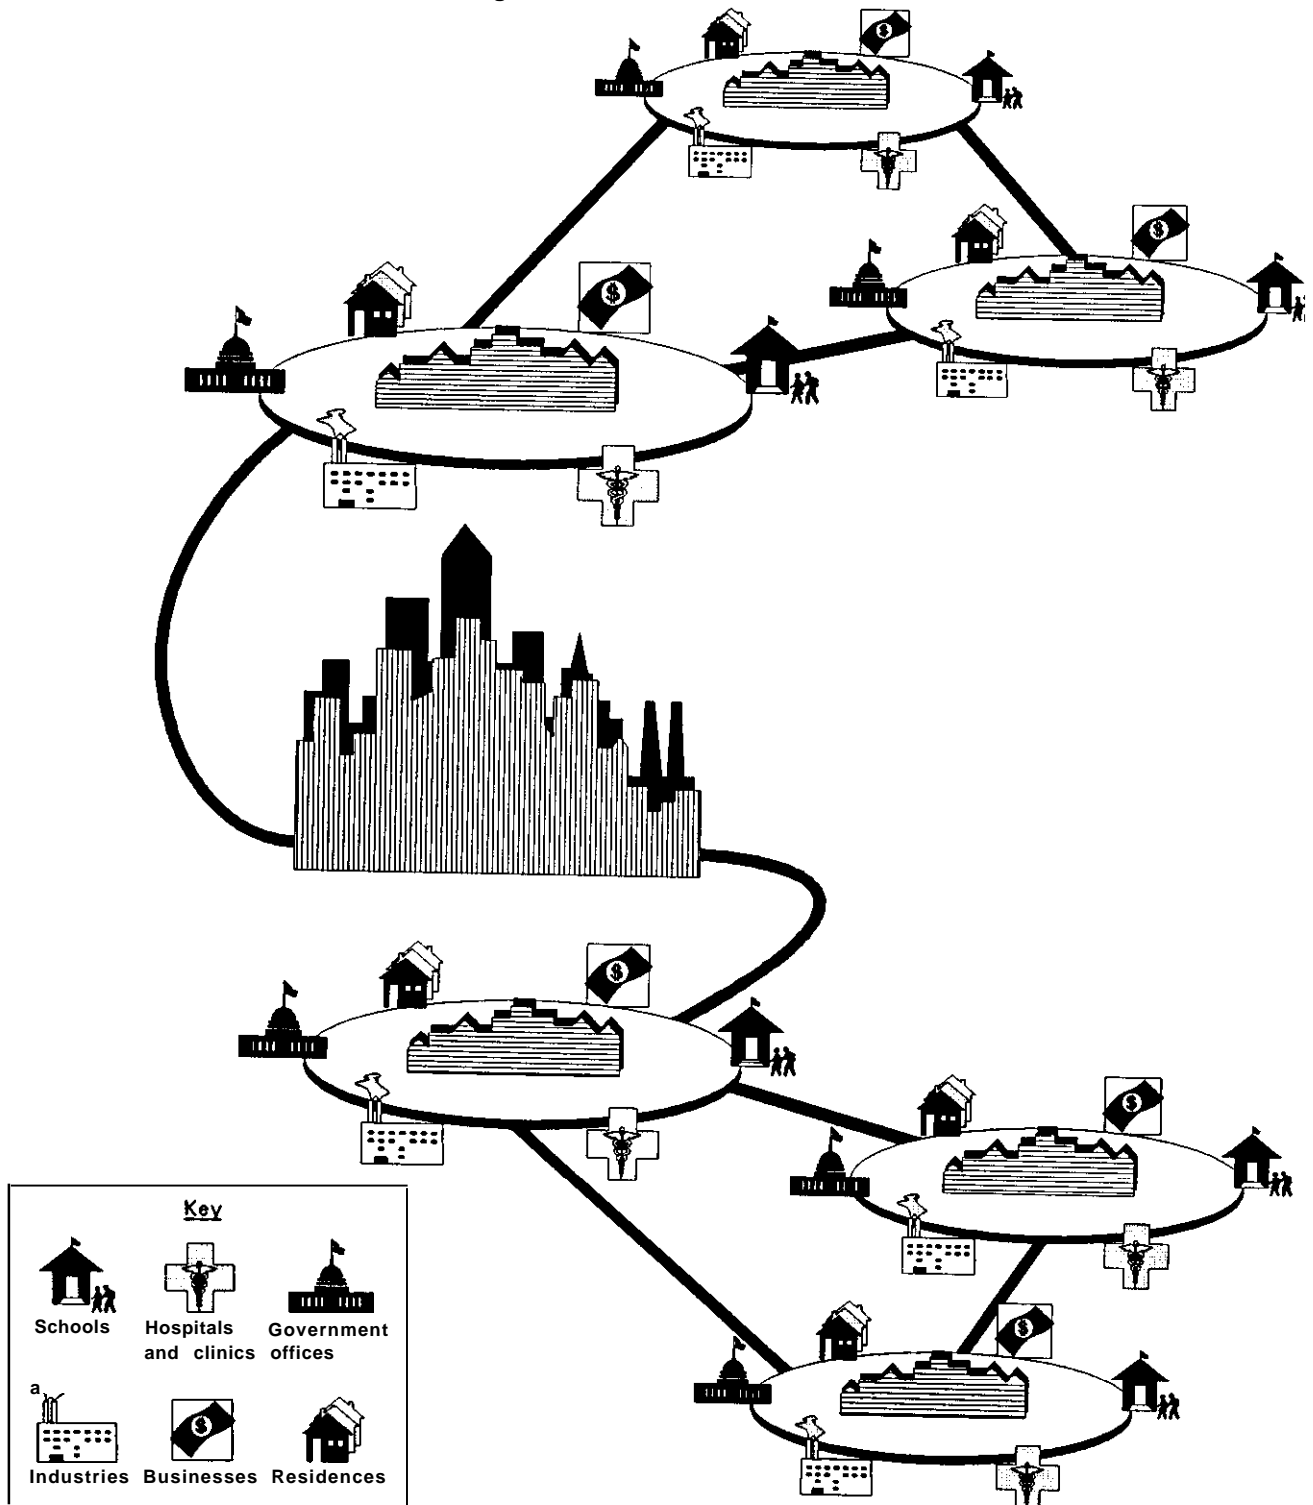 Key
Schools Hospitals Government
and clinics offices
a
Industries Businesses Residences